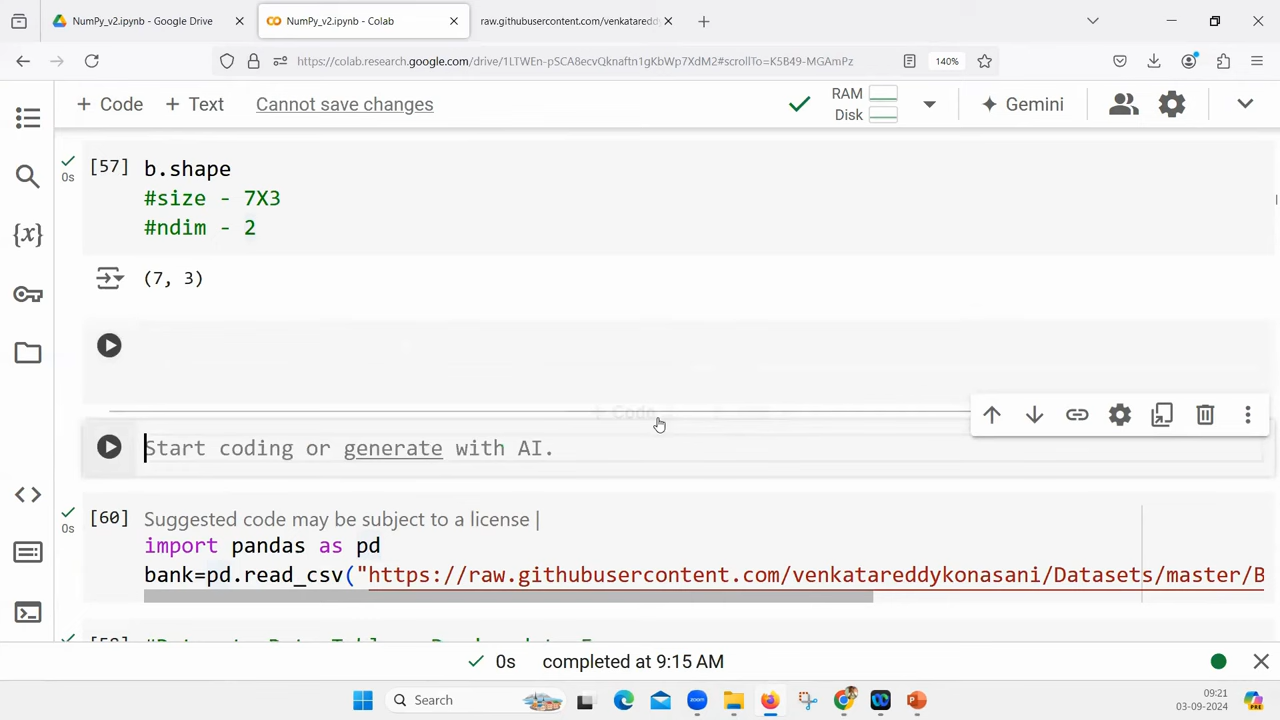 NumPy_v2.ipynb - Google Drive
NumPy_v2.ipynb - Colab
raw.githubusercontent.com/venkatareddy
https://colab.research.google.com/drive/1LTWEn-pSCA8ecvQknaftn1gKbWp7XdM2#scrollTo=K5B49-MGAmPz
140%
+ Code + Text Cannot save changes
RAM
Disk
Gemini
[57] b.shape
0s
#size - 7X3
#ndim - 2
(7, 3)
+ Code
Start coding or generate with AI.
[60] Suggested code may be subject to a license |
0s
import pandas as pd
bank=pd.read_csv("https://raw.githubusercontent.com/venkatareddykonasani/Datasets/master/B
0s completed at 9:15 AM
Search
09:21
03-09-2024